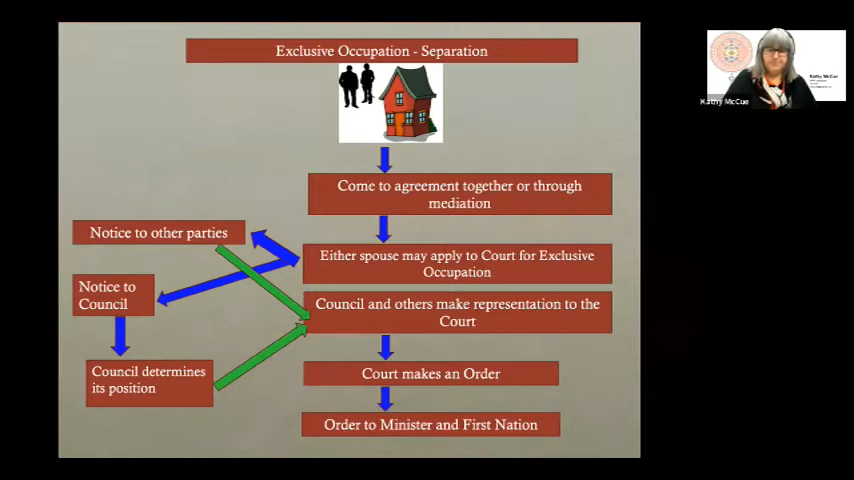 Exclusive Occupation - Separation
Come to agreement together or through
mediation
Notice to other parties
Either spouse may apply to Court for Exclusive
Occupation
Notice to
Council
Council and others make representation to the
Court
Council determines
its position
Court makes an Order
Order to Minister and First Nation
Kathy McCue
Kathy McCue